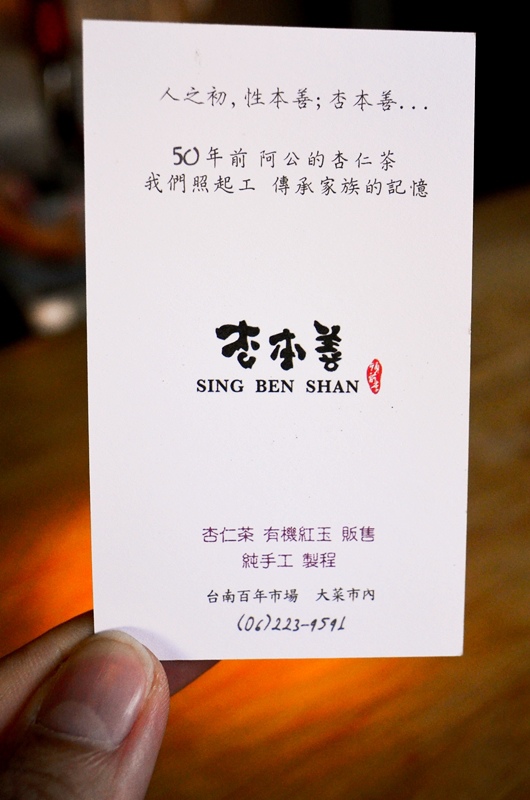 人之初,性本善;杏本善...
50年前 阿公的杏仁茶
我們照起工 傳承家族的記憶
杏本善
SING BEN SHAN
杏仁茶 有機紅玉 販售
純手工 製程
台南百年市場 大菜市內
(06)223-9591